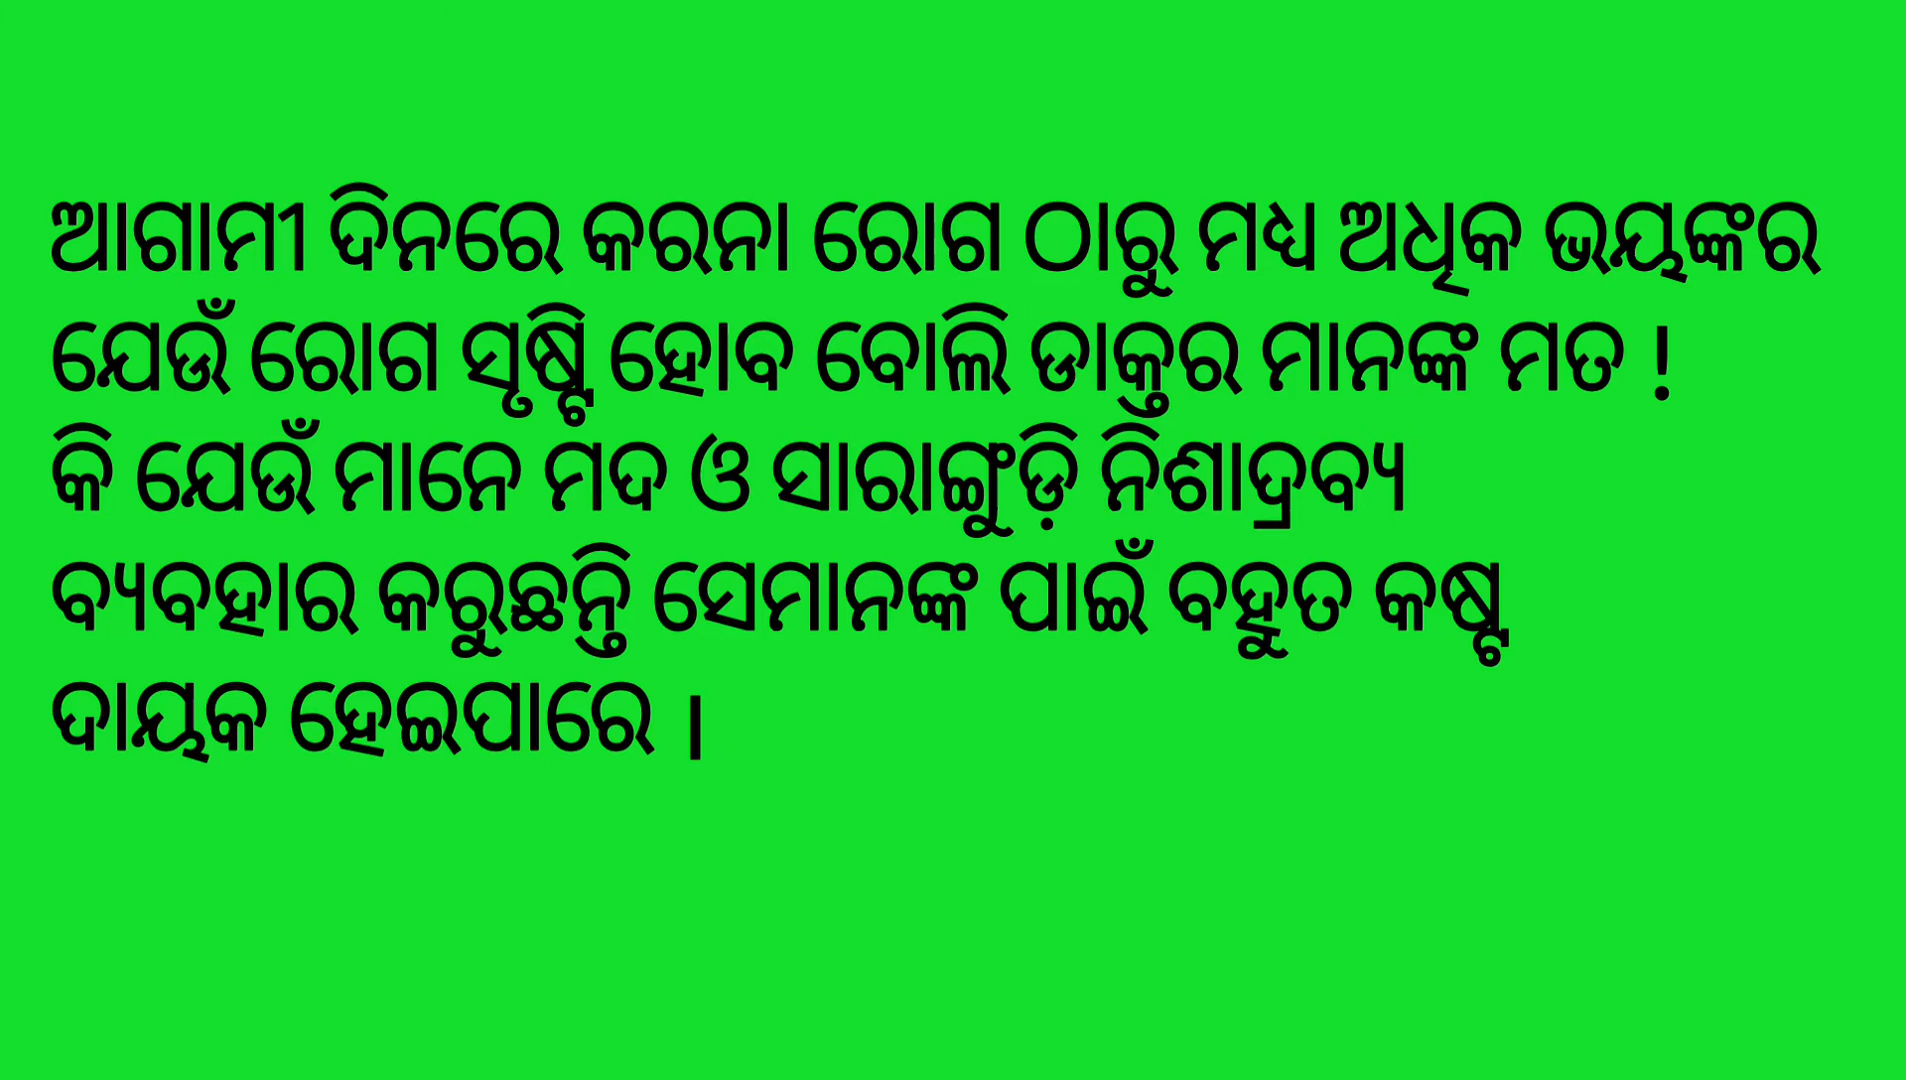 ଆଗାମୀ ଦିନରେ କରନା ରୋଗ ଠାରୁ ମଧ୍ୟ ଅଧିକ ଭୟଙ୍କର
ଯେଉଁ ରୋଗ ସୃଷ୍ଟି ହୋବ ବୋଲି ଡାକ୍ତର ମାନଙ୍କ ମତ !
କି ଯେଉଁ ମାନେ ମଦ ଓ ସାରାଙ୍ଗୁଡ଼ି ନିଶାଦ୍ରବ୍ୟ
ବ୍ୟବହାର କରୁଛନ୍ତି ସେମାନଙ୍କ ପାଇଁ ବହୁତ କଷ୍ଟ
ଦାୟକ ହେଇପାରେ ।